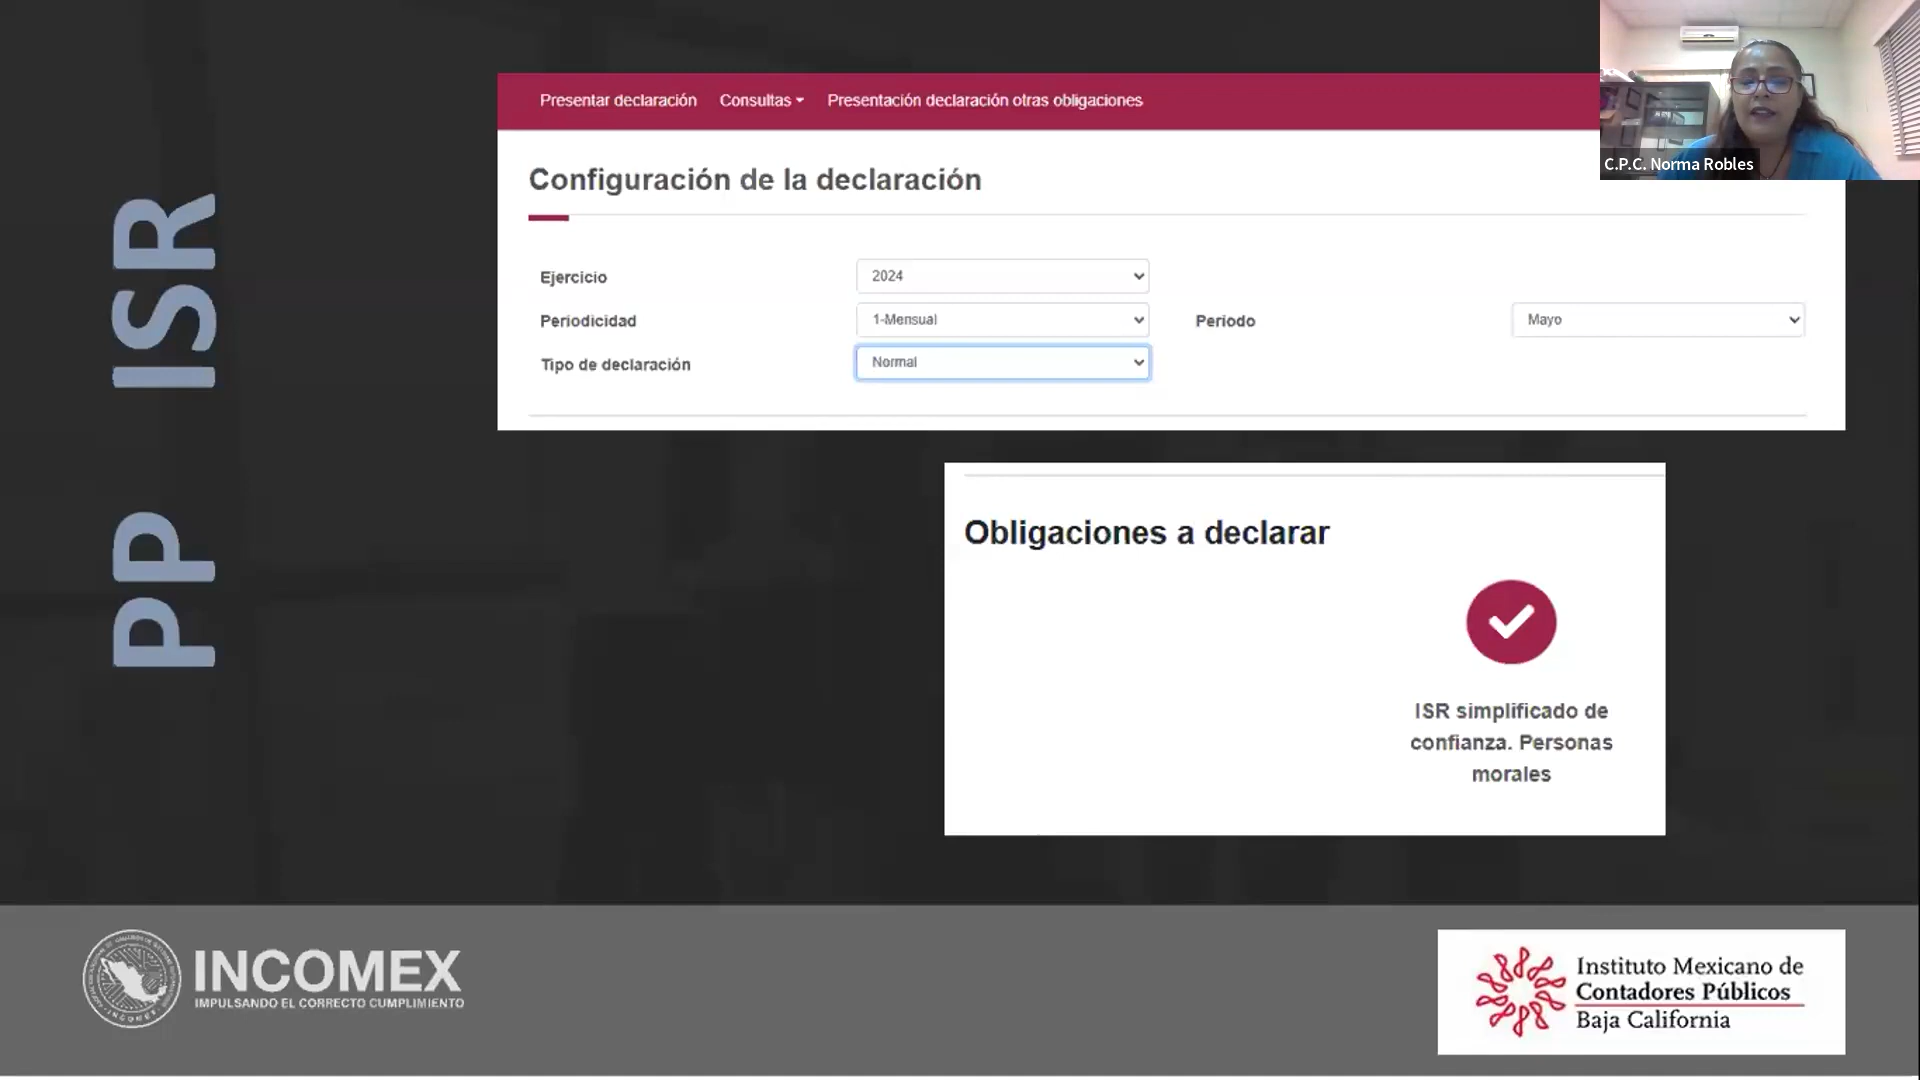 Presentar declaración Consultas Presentación declaración otras obligaciones
C.P.C. Norma Robles
Configuración de la declaración
Ejercicio 2024
Periodicidad 1-Mensual Periodo Mayo
Tipo de declaración Normal
PP ISR
Obligaciones a declarar
ISR simplificado de
confianza. Personas
morales
INCOMEX
IMPULSANDO EL CORRECTO CUMPLIMIENTO
Instituto Mexicano de
Contadores Públicos
Baja California